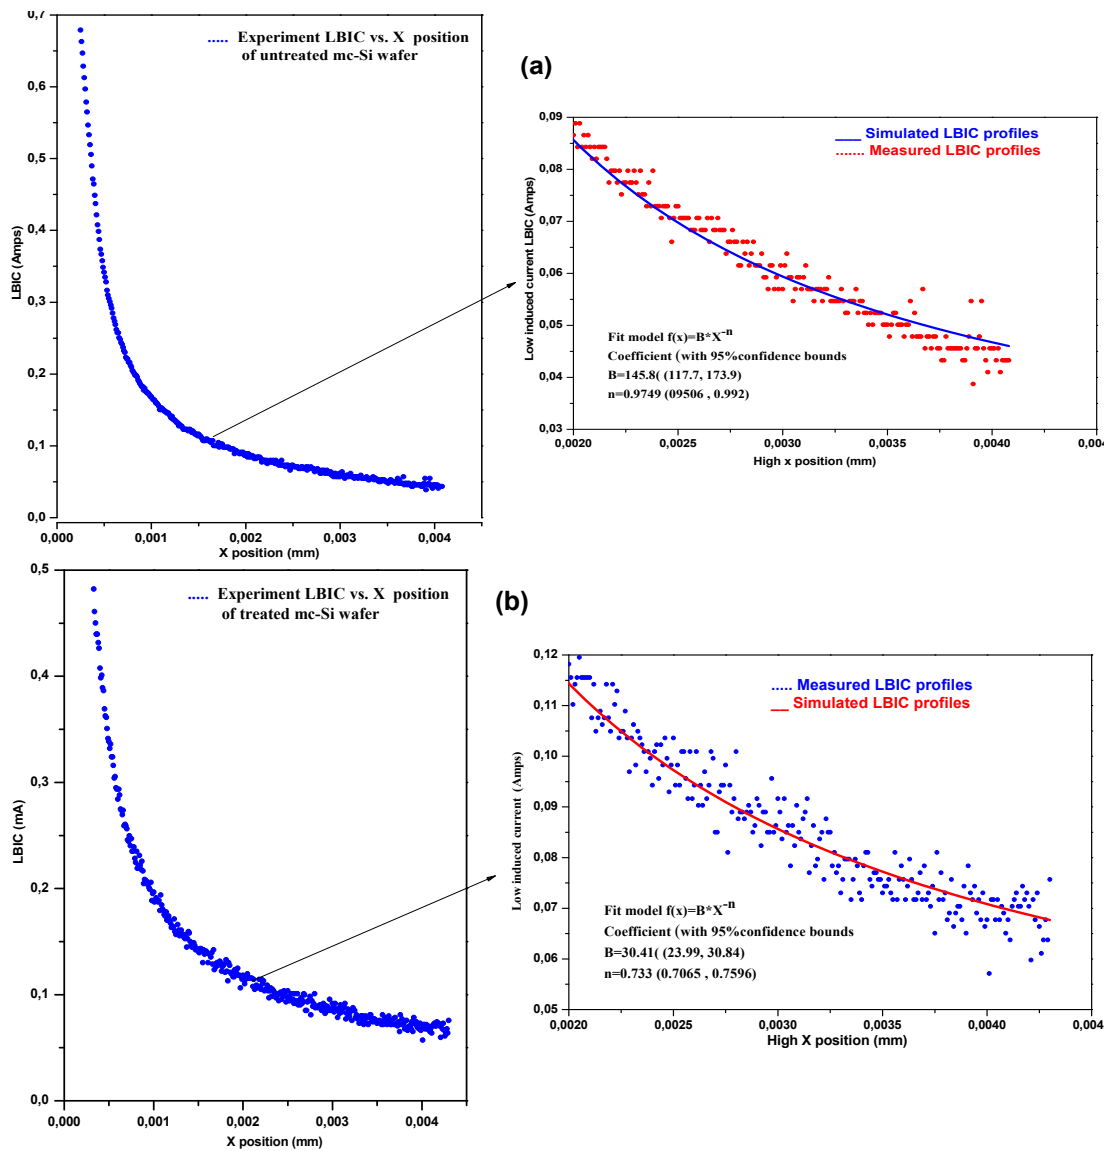 0,7
0,6
0,5
0,4
0,3
0,2
0,1
0,0
LBIC (Amps)
..... Experiment LBIC vs. X position
of untreated mc-Si wafer
0,000 0,001 0,002 0,003 0,004
X position (mm)
(a)
0,09
0,08
0,07
0,06
0,05
0,04
0,03
Low induced current LBIC (Amps)
___ Simulated LBIC profiles
....... Measured LBIC profiles
Fit model f(x)=B*X-n
Coefficient (with 95%confidence bounds
B=145.8( (117.7, 173.9)
n=0.9749 (09506 , 0.992)
0,0020 0,0025 0,0030 0,0035 0,0040 0,004
High x position (mm)
0,5
0,4
0,3
0,2
0,1
0,0
LBIC (mA)
..... Experiment LBIC vs. X position
of treated mc-Si wafer
0,000 0,001 0,002 0,003 0,004
X position (mm)
(b)
0,12
0,11
0,10
0,09
0,08
0,07
0,06
0,05
Low induced current (Amps)
..... Measured LBIC profiles
__ Simulated LBIC profiles
Fit model f(x)=B*X-n
Coefficient (with 95%confidence bounds
B=30.41( (23.99, 30.84)
n=0.733 (0.7065 , 0.7596)
0,0020 0,0025 0,0030 0,0035 0,0040 0,004
High X position (mm)